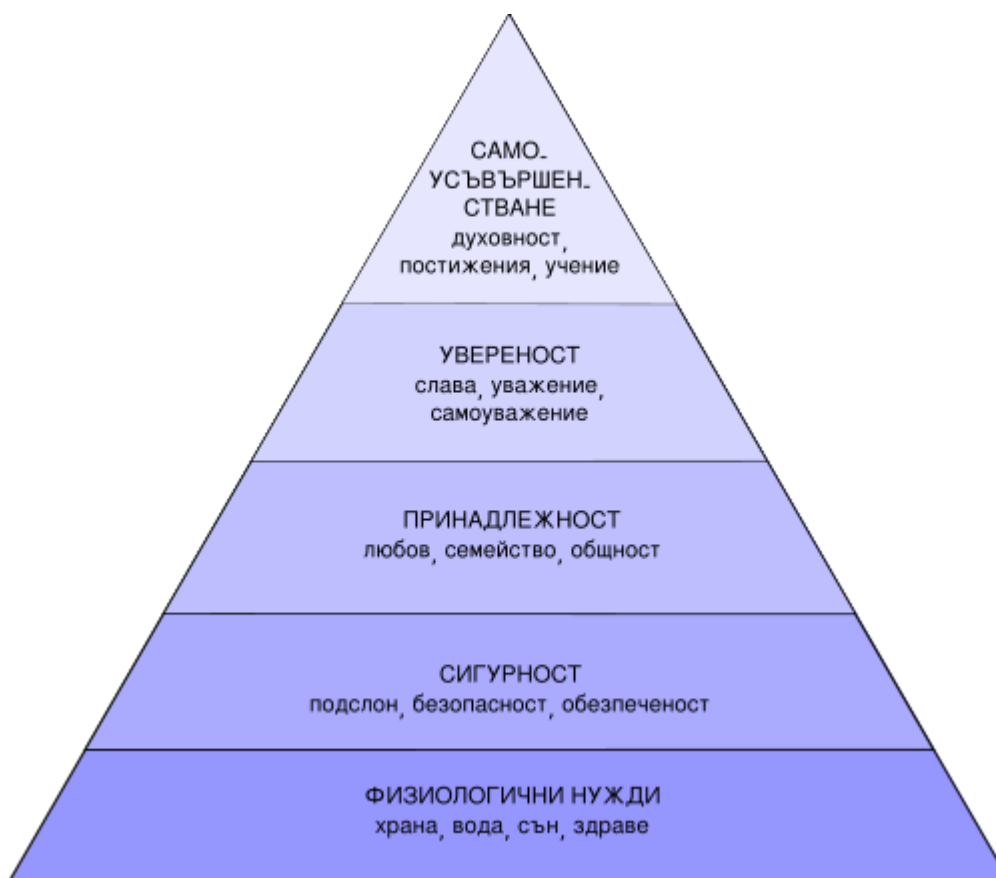 САМО-
УСЪВЪРШЕН-
СТВАНЕ
духовност,
постижения, учение
УВЕРЕНОСТ
слава, уважение,
самоуважение
ПРИНАДЛЕЖНОСТ
любов, семейство, общност
СИГУРНОСТ
подслон, безопасност, обезпеченост
ФИЗИОЛОГИЧНИ НУЖДИ
храна, вода, сън, здраве